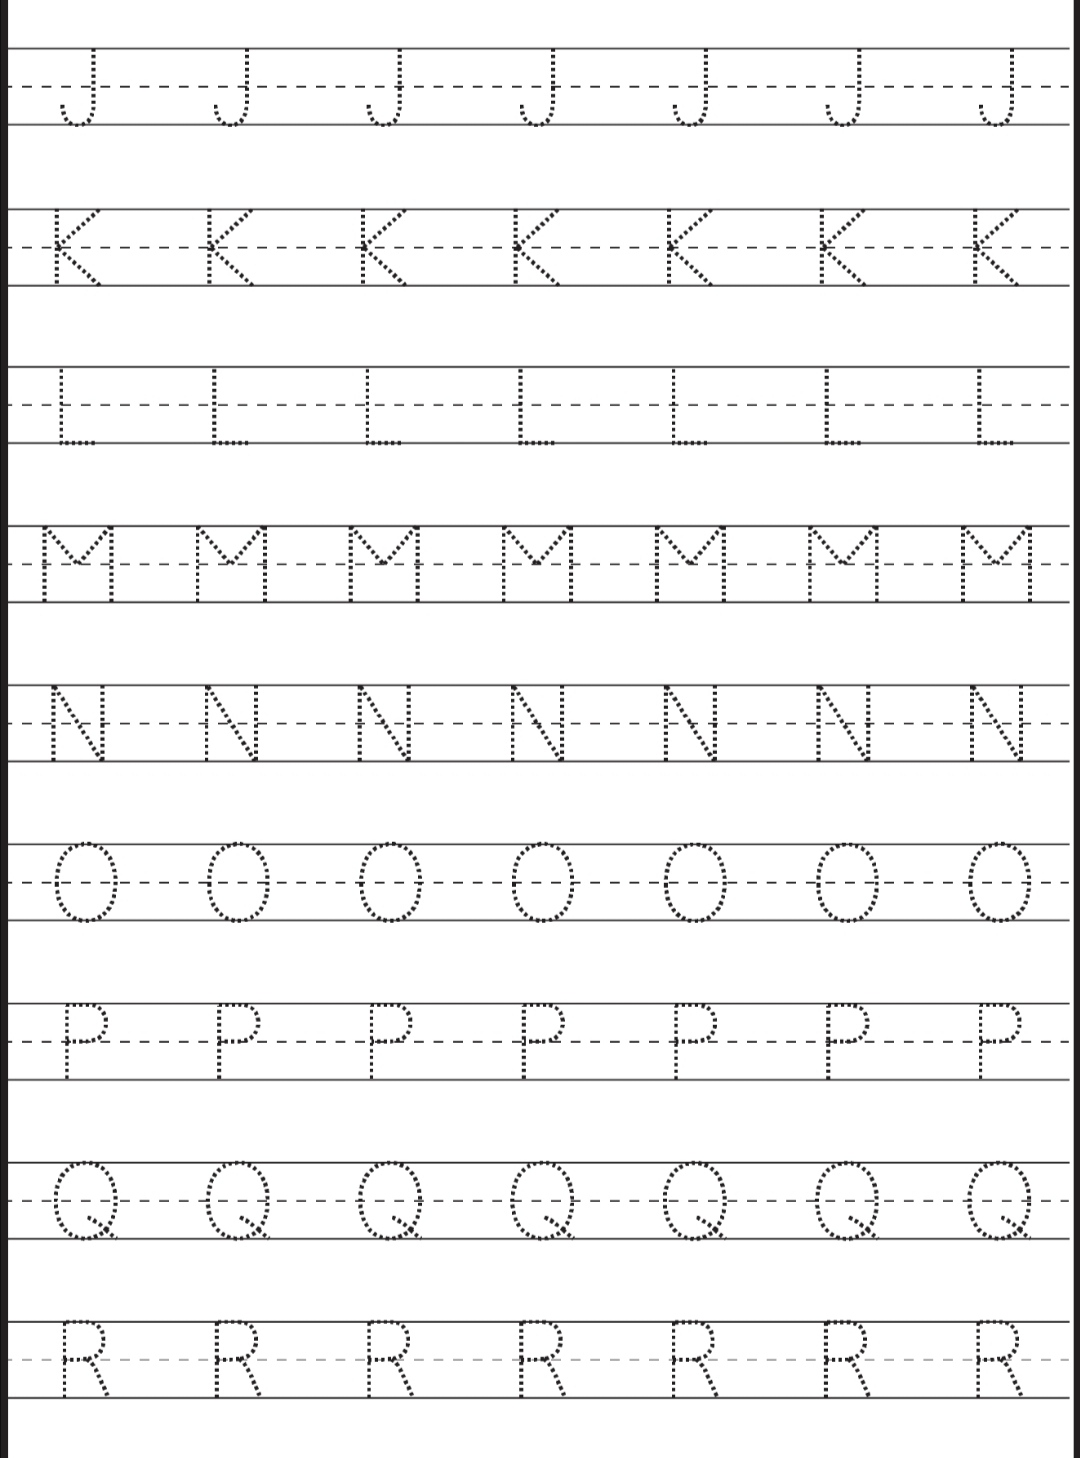 J J J J J J J
K K K K K K K
L L L L L L L
M M M M M M M
N N N N N N N
O O O O O O O
P P P P P P P
Q Q Q Q Q Q Q
R R R R R R R